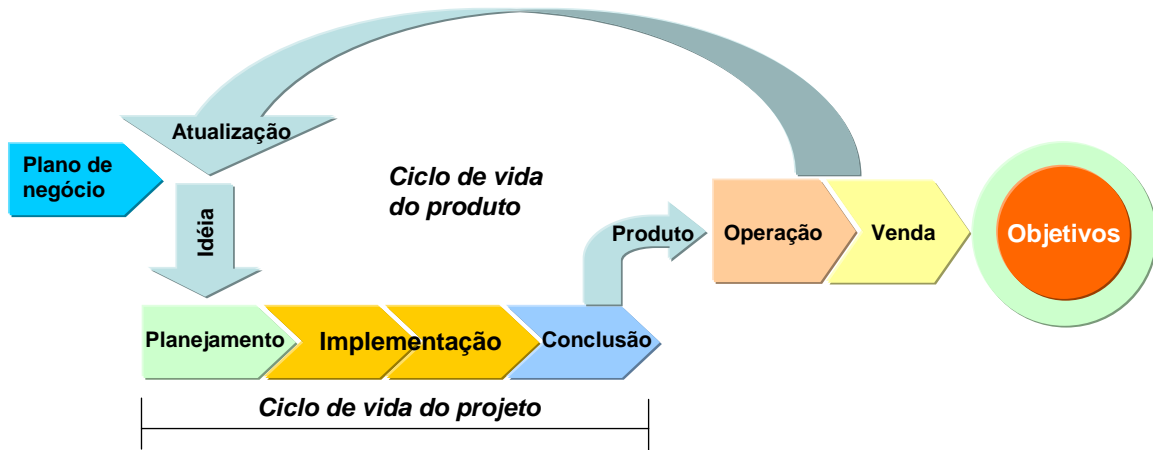 Atualização
Plano de
negócio
Idéia
Ciclo de vida
do produto
Produto
Operação
Venda
Objetivos
Planejamento
Implementação
Conclusão
Ciclo de vida do projeto